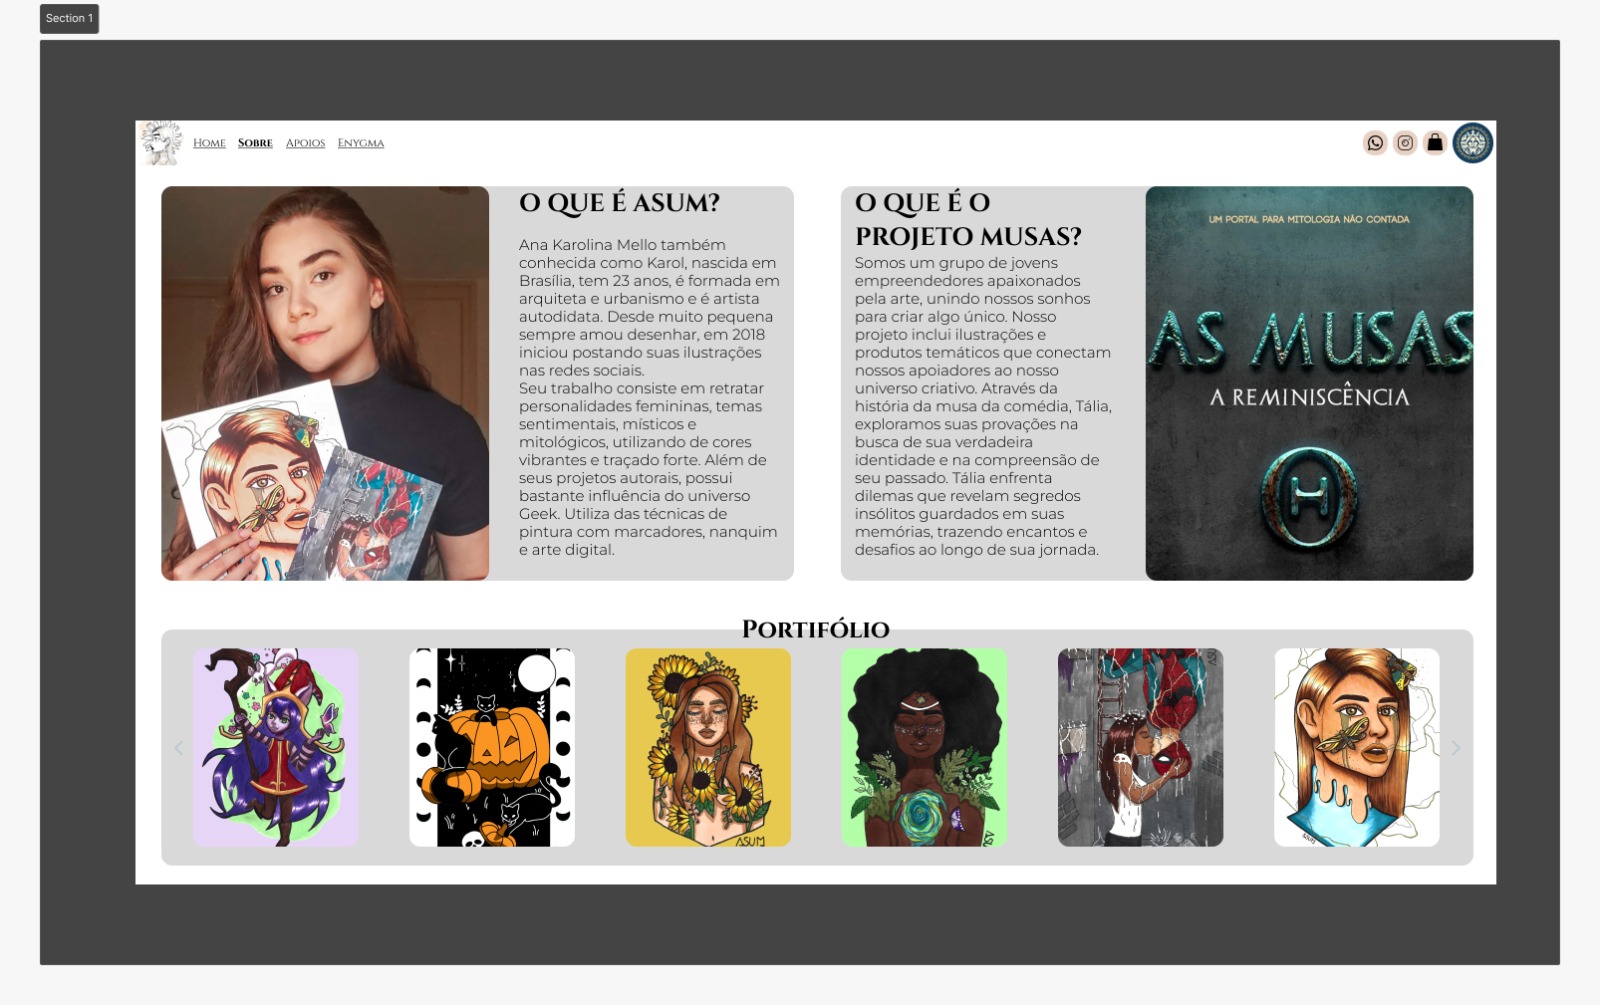 Section 1
Home Sobre Apoios Enygma
O QUE É ASUM?
Ana Karolina Mello também
conhecida como Karol, nascida em
Brasília, tem 23 anos, é formada em
arquiteta e urbanismo e é artista
autodidata. Desde muito pequena
sempre amou desenhar, em 2018
iniciou postando suas ilustrações
nas redes sociais.
Seu trabalho consiste em retratar
personalidades femininas, temas
sentimentais, místicos e
mitológicos, utilizando de cores
vibrantes e traçado forte. Além de
seus projetos autorais, possui
bastante influência do universo
Geek. Utiliza das técnicas de
pintura com marcadores, nanquim
e arte digital.
O QUE É O
PROJETO MUSAS?
Somos um grupo de jovens
empreendedores apaixonados
pela arte, unindo nossos sonhos
para criar algo único. Nosso
projeto inclui ilustrações e
produtos temáticos que conectam
nossos apoiadores ao nosso
universo criativo. Através da
história da musa da comédia, Tália,
exploramos suas provações na
busca de sua verdadeira
identidade e na compreensão de
seu passado. Tália enfrenta
dilemas que revelam segredos
insólitos guardados em suas
memórias, trazendo encantos e
desafios ao longo de sua jornada.
UM PORTAL PARA MITOLOGIA NÃO CONTADA
AS MUSAS
A REMINISCÊNCIA
Portifólio
ASUM